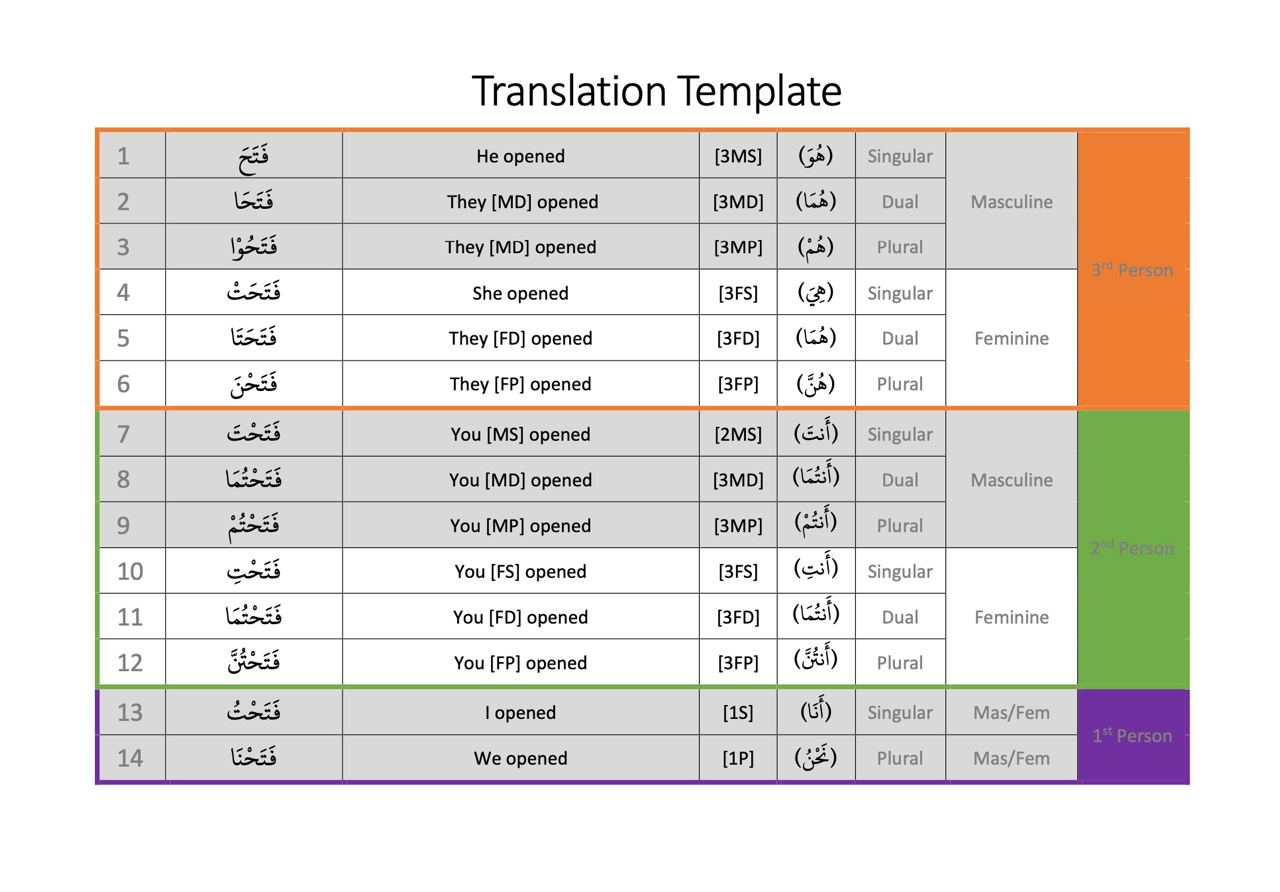 Translation Template
1 فَتَحَ He opened [3MS] (هُوَ) Singular
2 فَتَحَا They [MD] opened [3MD] (هُمَا) Dual Masculine
3 فَتَحُوْا They [MD] opened [3MP] (هُمْ) Plural
3rd Person
4 فَتَحَتْ She opened [3FS] (هِيَ) Singular
5 فَتَحَتَا They [FD] opened [3FD] (هُمَا) Dual Feminine
6 فَتَحْنَ They [FP] opened [3FP] (هُنَّ) Plural
7 فَتَحْتَ You [MS] opened [2MS] (أَنتَ) Singular
8 فَتَحْتُمَا You [MD] opened [3MD] (أَنتُمَا) Dual Masculine
9 فَتَحْتُمْ You [MP] opened [3MP] (أَنتُمْ) Plural
2nd Person
10 فَتَحْتِ You [FS] opened [3FS] (أَنتِ) Singular
11 فَتَحْتُمَا You [FD] opened [3FD] (أَنتُمَا) Dual Feminine
12 فَتَحْتُنَّ You [FP] opened [3FP] (أَنتُنَّ) Plural
13 فَتَحْتُ I opened [1S] (أَنَا) Singular Mas/Fem
1st Person
14 فَتَحْنَا We opened [1P] (نَحْنُ) Plural Mas/Fem